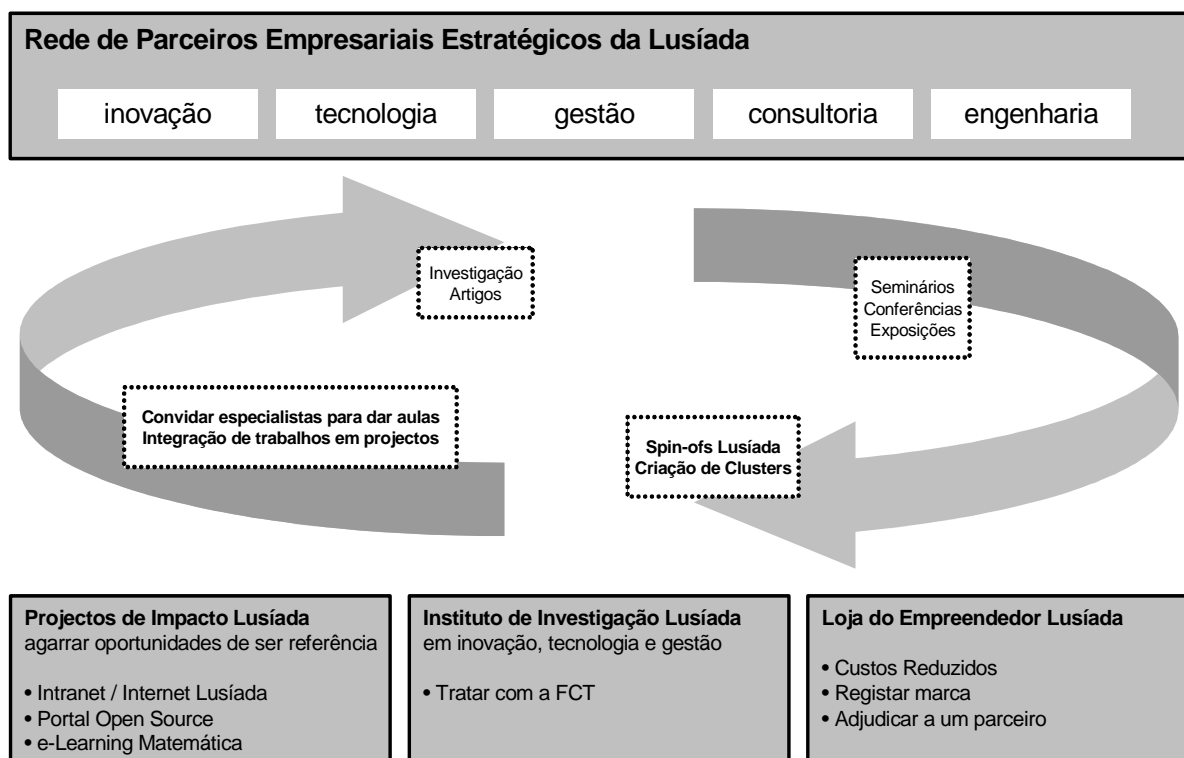 Rede de Parceiros Empresariais Estratégicos da Lusíada
inovação
tecnologia
gestão
consultoria
engenharia
Investigação
Artigos
Seminários
Conferências
Exposições
Convidar especialistas para dar aulas
Integração de trabalhos em projectos
Spin-ofs Lusíada
Criação de Clusters
Projectos de Impacto Lusíada
agarrar oportunidades de ser referência
• Intranet / Internet Lusíada
• Portal Open Source
• e-Learning Matemática
Instituto de Investigação Lusíada
em inovação, tecnologia e gestão
• Tratar com a FCT
Loja do Empreendedor Lusíada
• Custos Reduzidos
• Registar marca
• Adjudicar a um parceiro